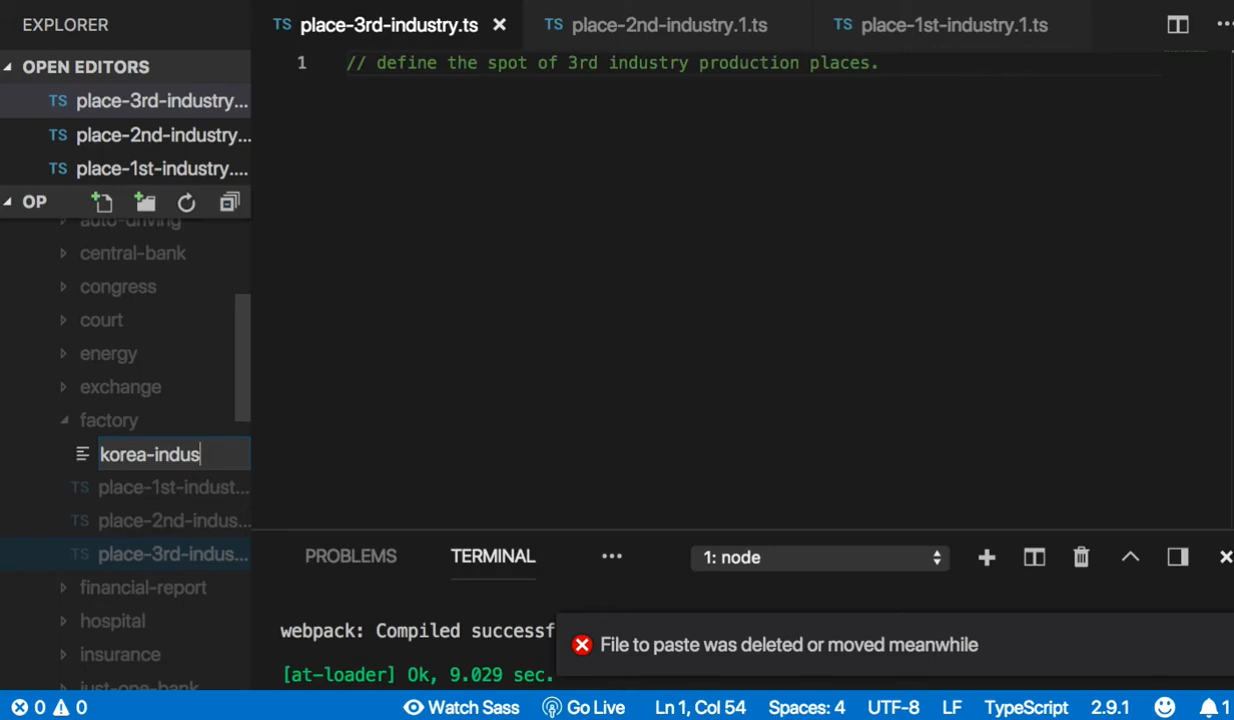 EXPLORER
OPEN EDITORS
TS place-3rd-industry...
TS place-2nd-industry...
TS place-1st-industry....
OP
auto-driving
central-bank
congress
court
energy
exchange
factory
korea-indus
TS place-1st-indust...
TS place-2nd-indus...
TS place-3rd-indus...
financial-report
hospital
insurance
just-one-bank
TS place-3rd-industry.ts ×
TS place-2nd-industry.1.ts
TS place-1st-industry.1.ts
1 // define the spot of 3rd industry production places.
PROBLEMS TERMINAL ••• 1: node
webpack: Compiled successf
[at-loader] Ok, 9.029 sec.
File to paste was deleted or moved meanwhile
0 0 Watch Sass Go Live Ln 1, Col 54 Spaces: 4 UTF-8 LF TypeScript 2.9.1 1